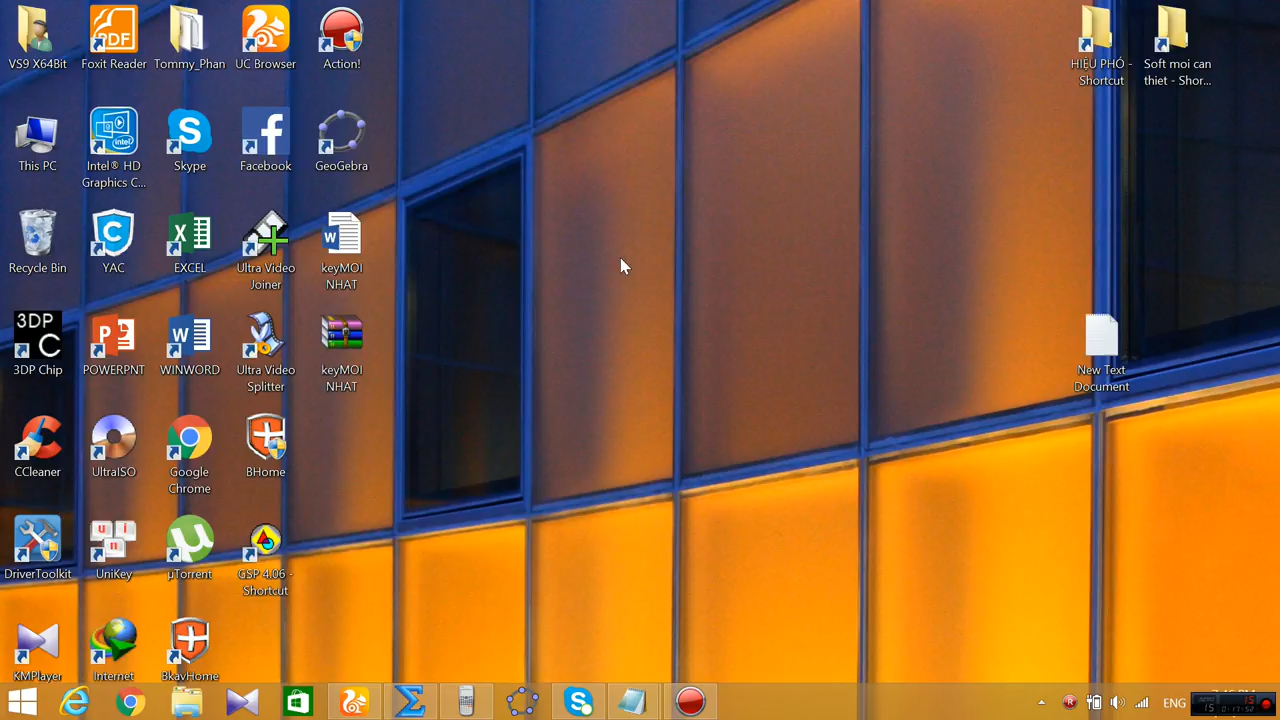 VS9 X64Bit
Foxit Reader
Tommy_Phan
UC Browser
Action!
HIEU PHÓ -
Shortcut
Soft moi can
thiet - Shor...
This PC
Intel® HD
Graphics C...
Skype
Facebook
GeoGebra
Recycle Bin
YAC
EXCEL
Ultra Video
Joiner
keyMOI
NHAT
3DP
C
3DP Chip
POWERPNT
WINWORD
Ultra Video
Splitter
keyMOI
NHAT
New Text
Document
CCleaner
UltraISO
Google
Chrome
BHome
DriverToolkit
UniKey
µTorrent
GSP 4.06 -
Shortcut
KMPlayer
Internet
BkavHome
ENG